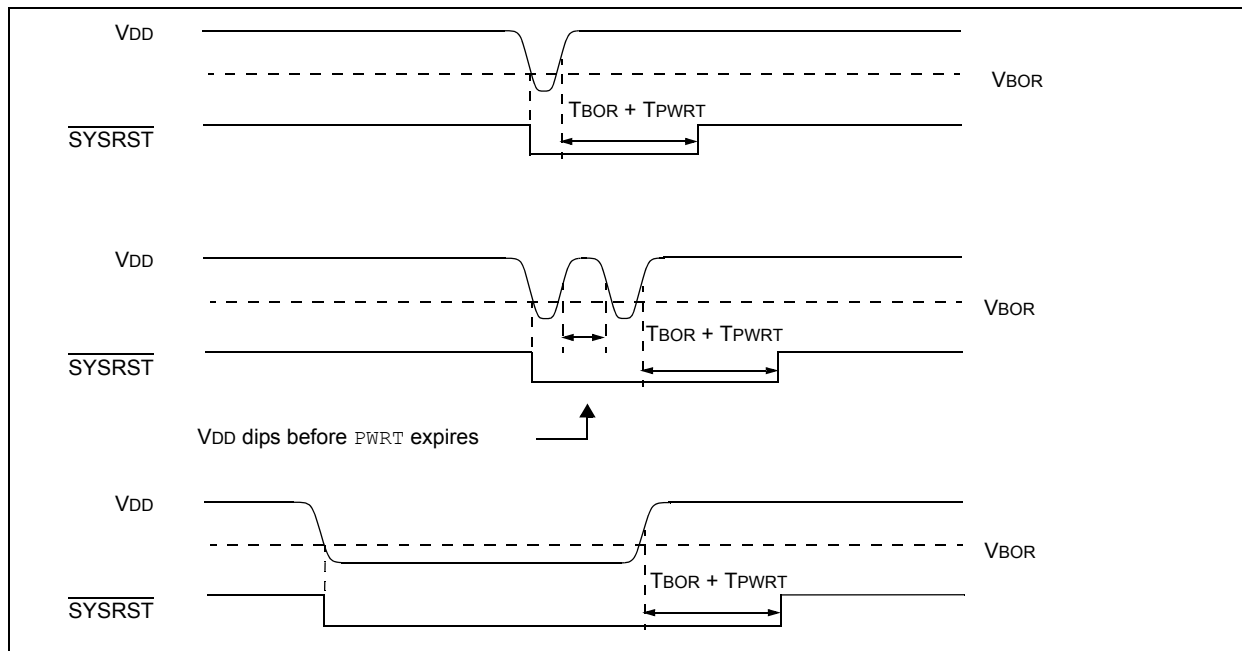 VDD
VBOR
TBOR + TPWRT
SYSRST
VDD
VBOR
TBOR + TPWRT
SYSRST
VDD dips before PWRT expires
VDD
VBOR
TBOR + TPWRT
SYSRST